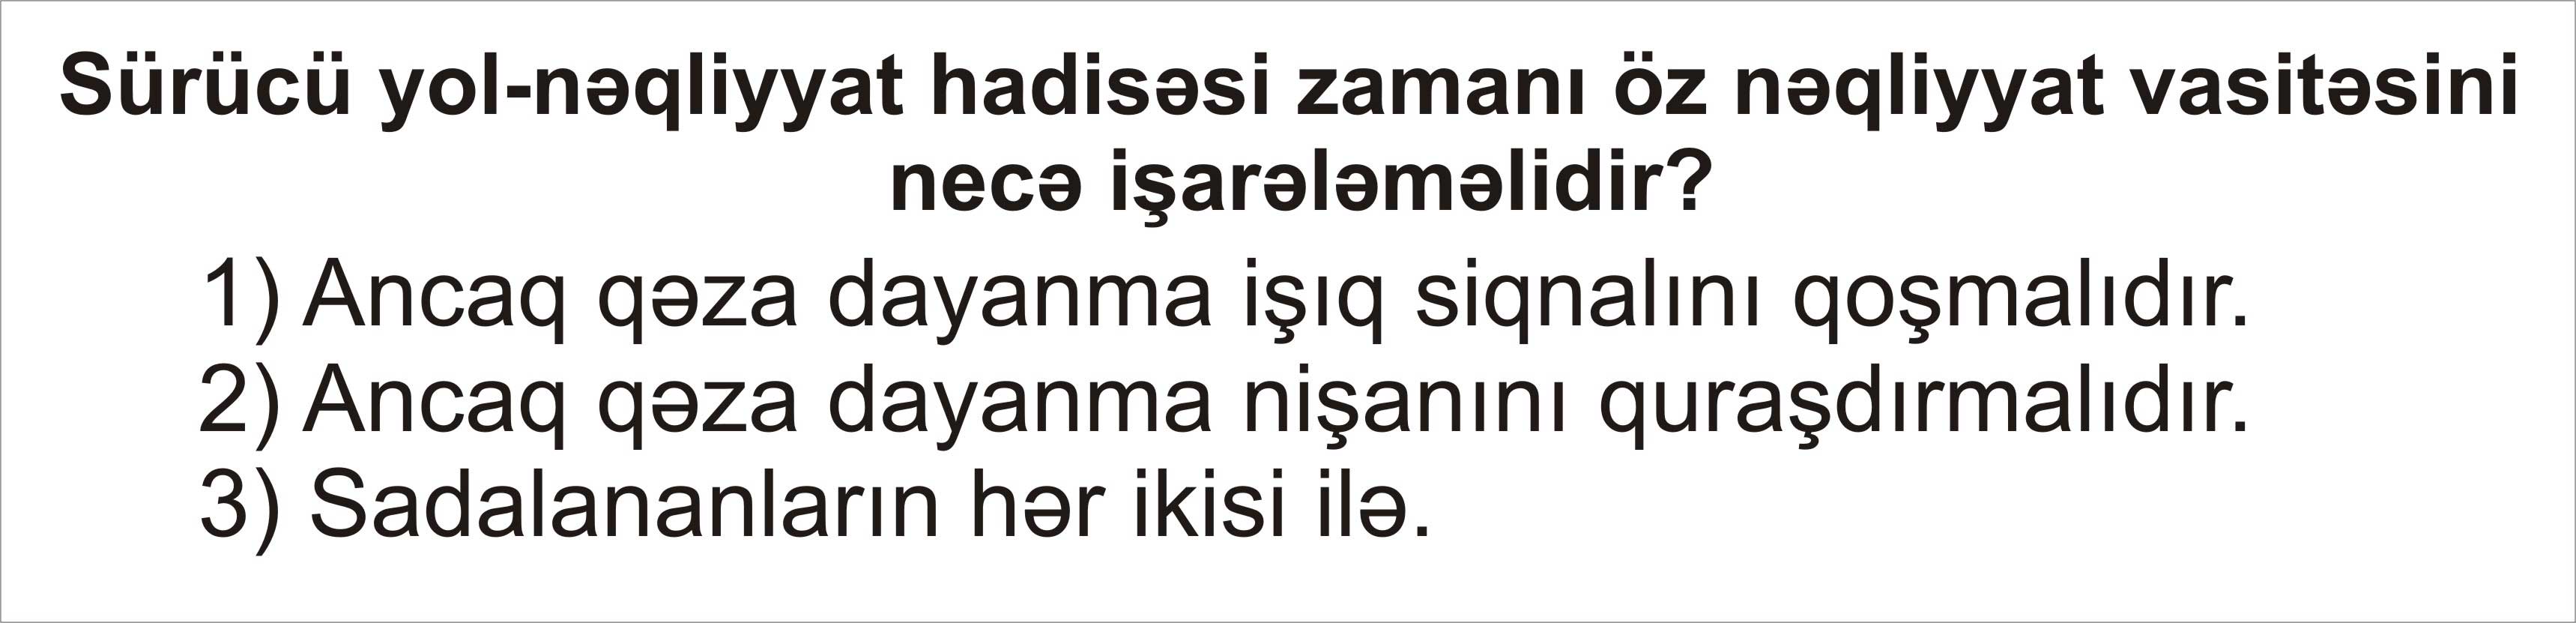 Sürücü yol-nəqliyyat hadisəsi zamanı öz nəqliyyat vasitəsini
necə işarələməlidir?
1) Ancaq qəza dayanma işıq siqnalını qoşmalıdır.
2) Ancaq qəza dayanma nişanını quraşdırmalıdır.
3) Sadalananların hər ikisi ilə.